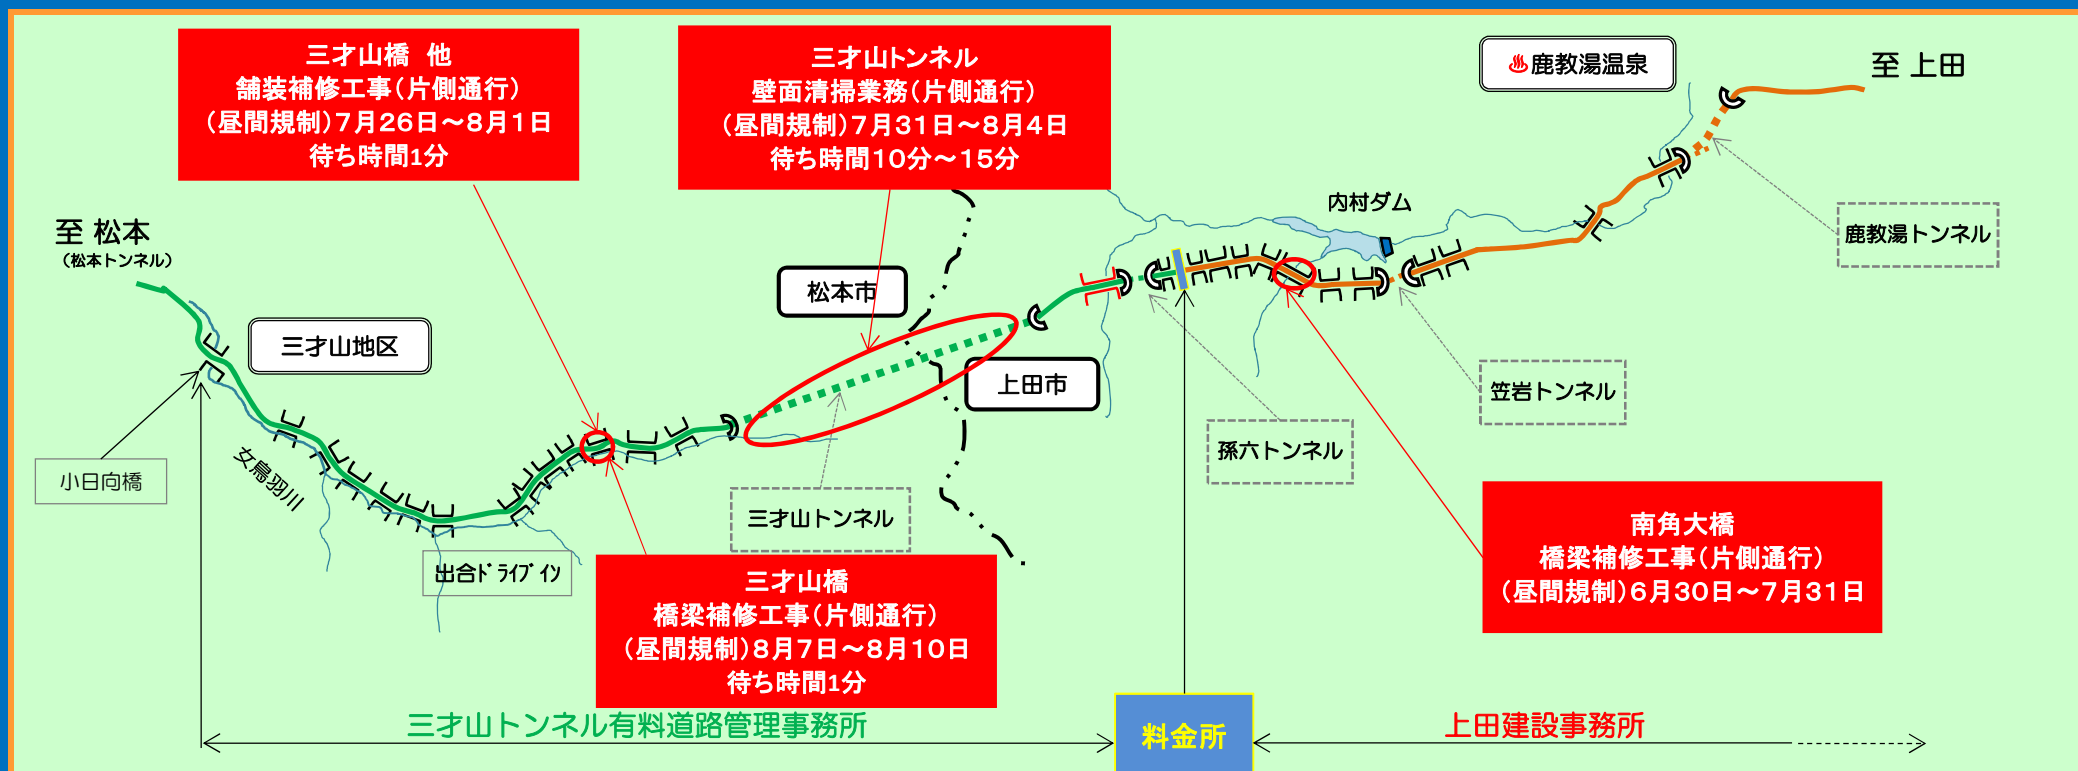 三才山橋 他
舗装補修工事(片側通行)
(昼間規制)7月26日～8月1日
待ち時間1分
三才山トンネル
壁面清掃業務(片側通行)
(昼間規制)7月31日～8月4日
待ち時間10分～15分
♨鹿教湯温泉
至 上田
至 松本
(松本トンネル)
内村ダム
鹿教湯トンネル
松本市
三才山地区
上田市
笠岩トンネル
孫六トンネル
小日向橋
女鳥羽川
三才山トンネル
出合ドライブイン
南角大橋
橋梁補修工事(片側通行)
(昼間規制)6月30日～7月31日
三才山橋
橋梁補修工事(片側通行)
(昼間規制)8月7日～8月10日
待ち時間1分
三才山トンネル有料道路管理事務所
料金所
上田建設事務所